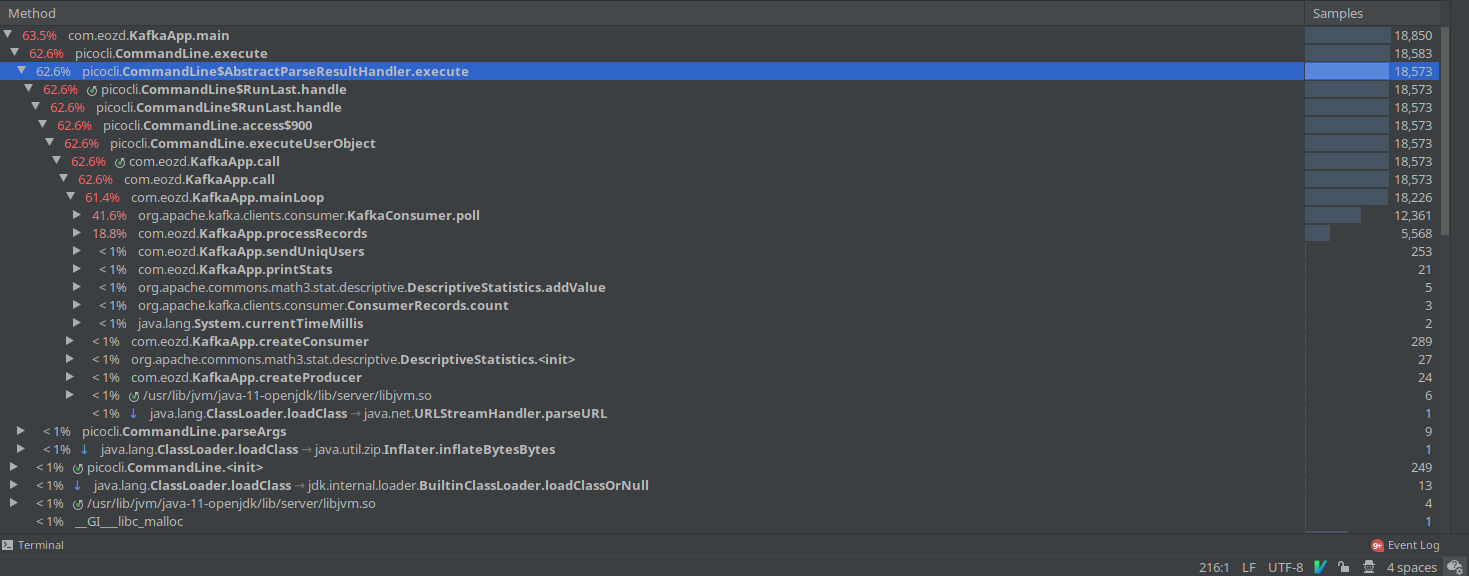 Method Samples
63.5% com.eozd.KafkaApp.main 18,850
62.6% picocli.CommandLine.execute 18,583
62.6% picocli.CommandLine$AbstractParseResultHandler.execute 18,573
62.6% picocli.CommandLine$RunLast.handle 18,573
62.6% picocli.CommandLine$RunLast.handle 18,573
62.6% picocli.CommandLine.access$900 18,573
62.6% picocli.CommandLine.executeUserObject 18,573
62.6% com.eozd.KafkaApp.call 18,573
62.6% com.eozd.KafkaApp.call 18,573
61.4% com.eozd.KafkaApp.mainLoop 18,226
41.6% org.apache.kafka.clients.consumer.KafkaConsumer.poll 12,361
18.8% com.eozd.KafkaApp.processRecords 5,568
< 1% com.eozd.KafkaApp.sendUniqUsers 253
< 1% com.eozd.KafkaApp.printStats 21
< 1% org.apache.commons.math3.stat.descriptive.DescriptiveStatistics.addValue 5
< 1% org.apache.kafka.clients.consumer.ConsumerRecords.count 3
< 1% java.lang.System.currentTimeMillis 2
< 1% com.eozd.KafkaApp.createConsumer 289
< 1% org.apache.commons.math3.stat.descriptive.DescriptiveStatistics.<init> 27
< 1% com.eozd.KafkaApp.createProducer 24
< 1% /usr/lib/jvm/java-11-openjdk/lib/server/libjvm.so 6
< 1% ↓ java.lang.ClassLoader.loadClass → java.net.URLStreamHandler.parseURL 1
< 1% picocli.CommandLine.parseArgs 9
< 1% ↓ java.lang.ClassLoader.loadClass → java.util.zip.Inflater.inflateBytesBytes 1
< 1% picocli.CommandLine.<init> 249
< 1% ↓ java.lang.ClassLoader.loadClass → jdk.internal.loader.BuiltinClassLoader.loadClassOrNull 13
< 1% /usr/lib/jvm/java-11-openjdk/lib/server/libjvm.so 4
< 1% __GI___libc_malloc 1
Terminal 9+ Event Log
216:1 LF UTF-8 4 spaces